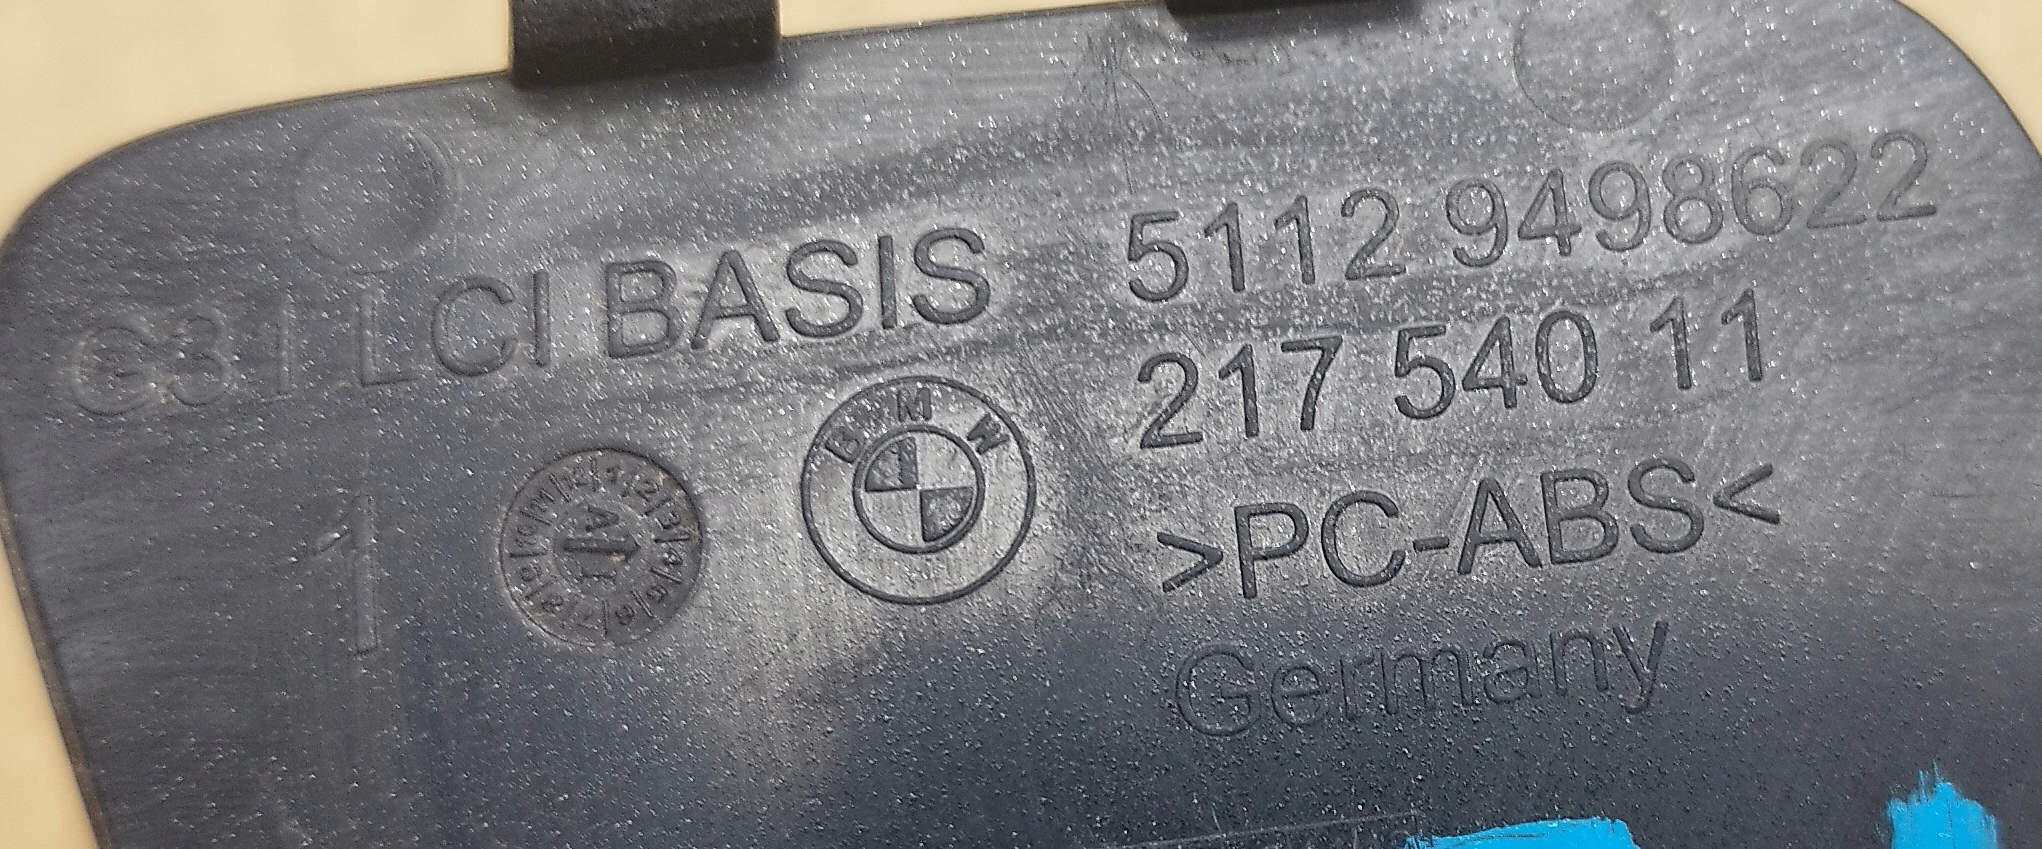 G31 LCI BASIS 5112 9498622
217 540 11
BMW
1
>PC-ABS<
Germany